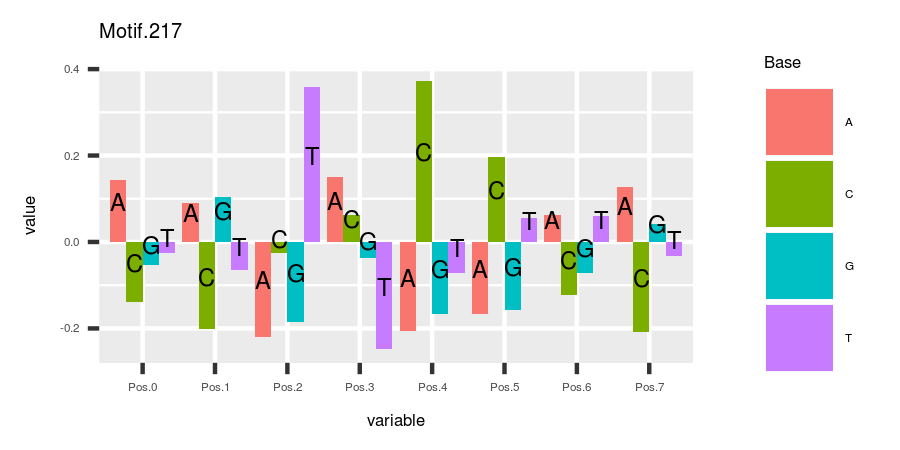 Motif.217
Base
0.4
0.2
0.0
-0.2
value
A C G T
A C G T
A C G T
A C G T
A C G T
A C G T
A C G T
A C G T
Pos.0 Pos.1 Pos.2 Pos.3 Pos.4 Pos.5 Pos.6 Pos.7
variable
A
C
G
T